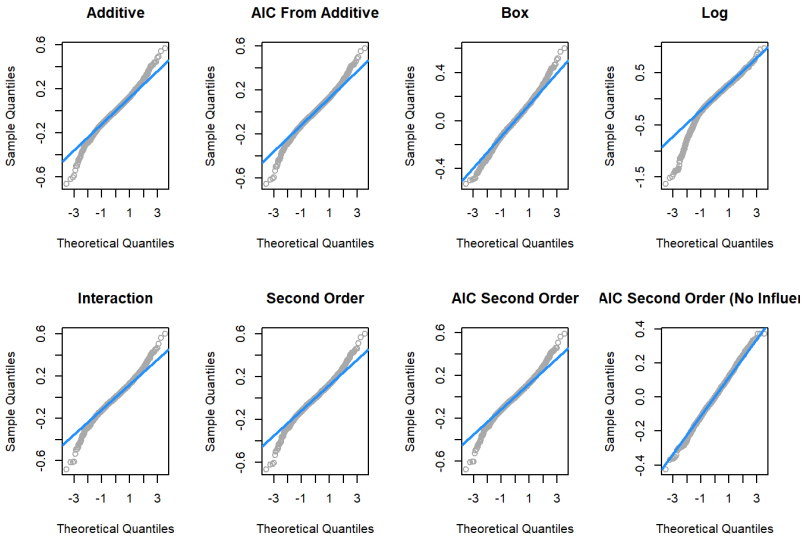 Additive
AIC From Additive
Box
Log
Sample Quantiles
-0.6 -0.2 0.2 0.6
-3 -1 1 3
Theoretical Quantiles
Sample Quantiles
-0.6 -0.2 0.2 0.6
-3 -1 1 3
Theoretical Quantiles
Sample Quantiles
-0.4 0.0 0.4
-3 -1 1 3
Theoretical Quantiles
Sample Quantiles
-1.5 -0.5 0.5
-3 -1 1 3
Theoretical Quantiles
Interaction
Second Order
AIC Second Order
AIC Second Order (No Influer
Sample Quantiles
-0.6 -0.2 0.2 0.6
-3 -1 1 3
Theoretical Quantiles
Sample Quantiles
-0.6 -0.2 0.2 0.6
-3 -1 1 3
Theoretical Quantiles
Sample Quantiles
-0.6 -0.2 0.2 0.6
-3 -1 1 3
Theoretical Quantiles
Sample Quantiles
-0.4 -0.2 0.0 0.2 0.4
-3 -1 1 3
Theoretical Quantiles